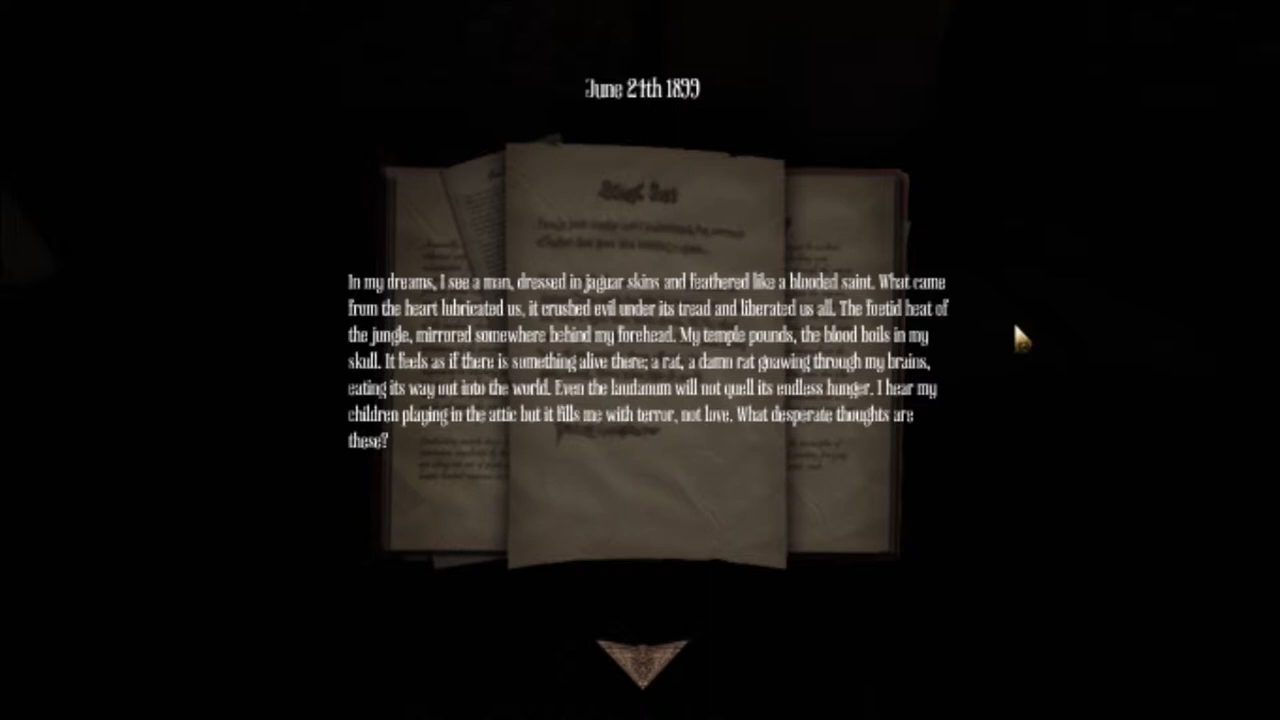 June 24th 1899
In my dreams, I see a man, dressed in jaguar skins and feathered like a blooded saint. What came
from the heart lubricated us, it crushed evil under its tread and liberated us all. The foetid heat of
the jungle, mirrored somewhere behind my forehead. My temple pounds, the blood boils in my
skull. It feels as if there is something alive there; a rat, a damn rat gnawing through my brains,
eating its way out into the world. Even the laudanum will not quell its endless hunger. I hear my
children playing in the attic but it fills me with terror, not love. What desperate thoughts are
these?